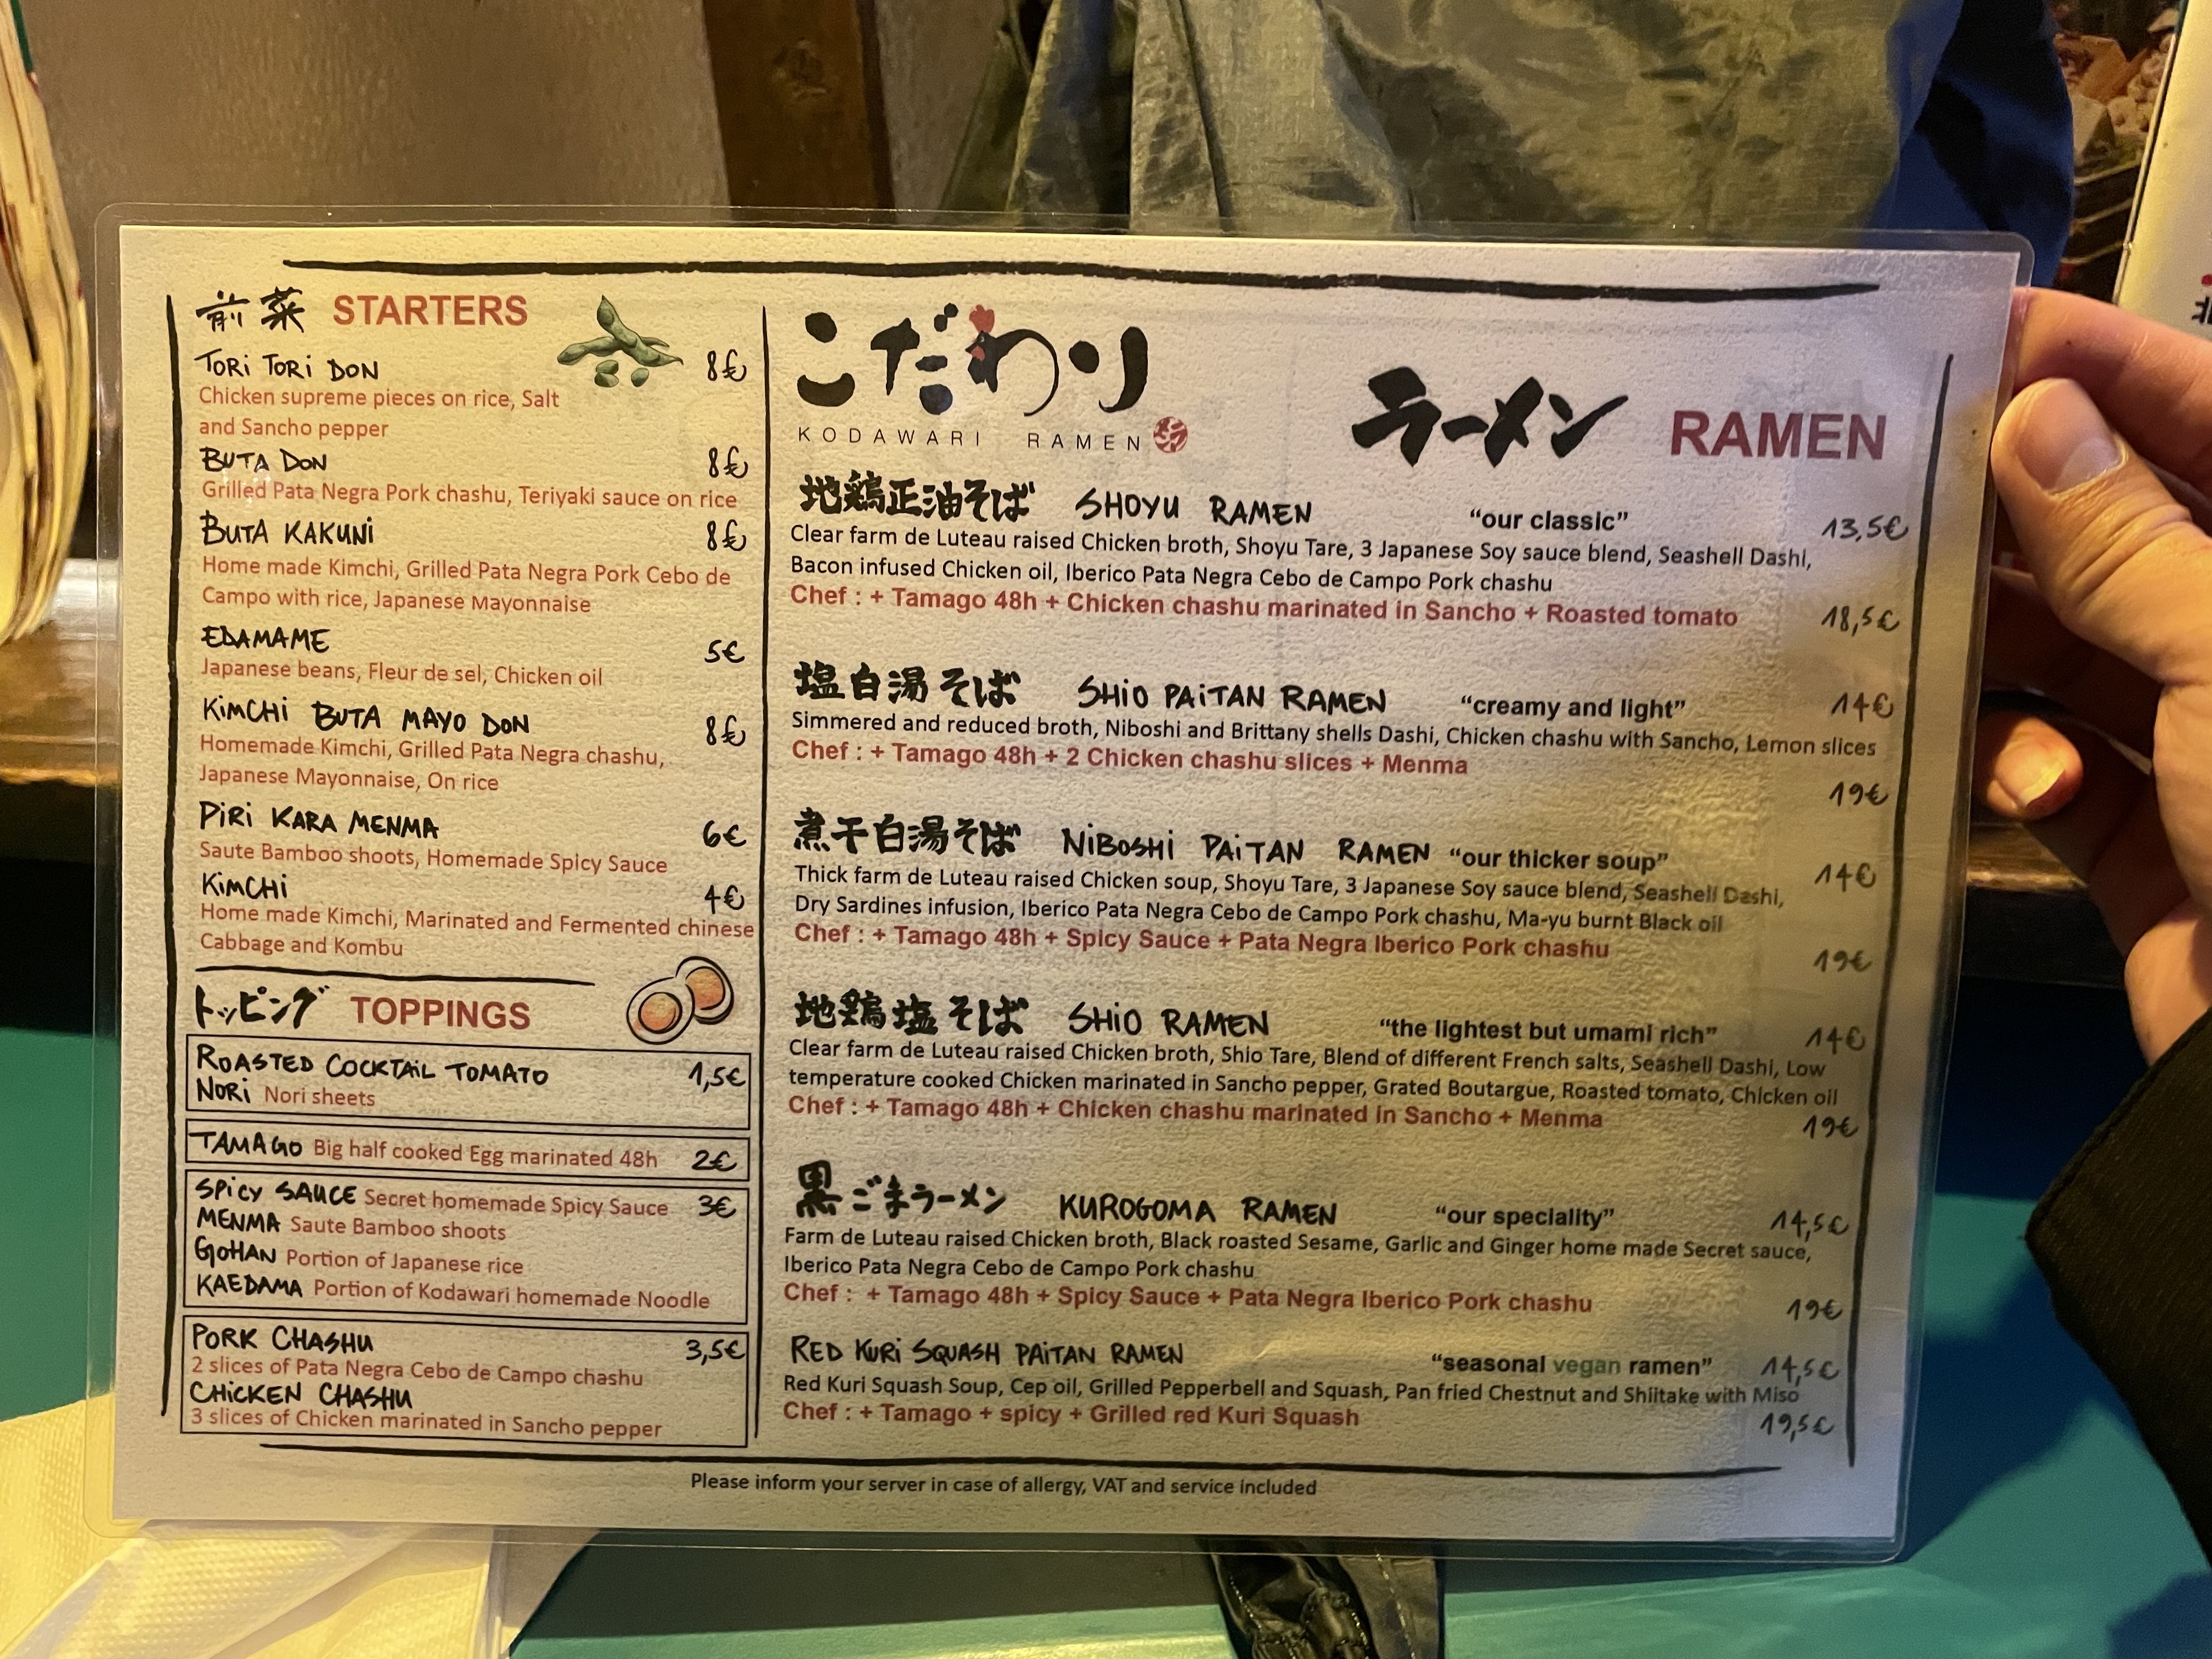 前菜 STARTERS
TORI TORI DON 8€
Chicken supreme pieces on rice, Salt
and Sancho pepper
BUTA DON 8€
Grilled Pata Negra Pork chashu, Teriyaki sauce on rice
BUTA KAKUNI 8€
Home made Kimchi, Grilled Pata Negra Pork Cebo de
Campo with rice, Japanese Mayonnaise
EDAMAME 5€
Japanese beans, Fleur de sel, Chicken oil
KIMCHI BUTA MAYO DON 8€
Homemade Kimchi, Grilled Pata Negra chashu,
Japanese Mayonnaise, On rice
PIRI KARA MENMA 6€
Saute Bamboo shoots, Homemade Spicy Sauce
KIMCHI 4€
Home made Kimchi, Marinated and Fermented chinese
Cabbage and Kombu
トッピング TOPPINGS
ROASTED COCKTAIL TOMATO 1,5€
NORI Nori sheets
TAMAGO Big half cooked Egg marinated 48h 2€
SPICY SAUCE Secret homemade Spicy Sauce 3€
MENMA Saute Bamboo shoots
GOHAN Portion of Japanese rice
KAEDAMA Portion of Kodawari homemade Noodle
PORK CHASHU 3,5€
2 slices of Pata Negra Cebo de Campo chashu
CHICKEN CHASHU
3 slices of Chicken marinated in Sancho pepper
こだわり
KODAWARI RAMEN
ラーメン RAMEN
地鶏正油そば SHOYU RAMEN "our classic" 13,5€
Clear farm de Luteau raised Chicken broth, Shoyu Tare, 3 Japanese Soy sauce blend, Seashell Dashi,
Bacon infused Chicken oil, Iberico Pata Negra Cebo de Campo Pork chashu
Chef : + Tamago 48h + Chicken chashu marinated in Sancho + Roasted tomato 18,5€
塩白湯そば SHIO PAITAN RAMEN "creamy and light" 14€
Simmered and reduced broth, Niboshi and Brittany shells Dashi, Chicken chashu with Sancho, Lemon slices
Chef : + Tamago 48h + 2 Chicken chashu slices + Menma
19€
煮干白湯そば NIBOSHI PAITAN RAMEN "our thicker soup" 14€
Thick farm de Luteau raised Chicken soup, Shoyu Tare, 3 Japanese Soy sauce blend, Seashell Dashi,
Dry Sardines infusion, Iberico Pata Negra Cebo de Campo Pork chashu, Ma-yu burnt Black oil
Chef : + Tamago 48h + Spicy Sauce + Pata Negra Iberico Pork chashu
19€
地鶏塩そば SHIO RAMEN "the lightest but umami rich" 14€
Clear farm de Luteau raised Chicken broth, Shio Tare, Blend of different French salts, Seashell Dashi, Low
temperature cooked Chicken marinated in Sancho pepper, Grated Boutargue, Roasted tomato, Chicken oil
Chef : + Tamago 48h + Chicken chashu marinated in Sancho + Menma
19€
黒ごまラーメン KUROGOMA RAMEN "our speciality" 14,5€
Farm de Luteau raised Chicken broth, Black roasted Sesame, Garlic and Ginger home made Secret sauce,
Iberico Pata Negra Cebo de Campo Pork chashu
Chef : + Tamago 48h + Spicy Sauce + Pata Negra Iberico Pork chashu
19€
RED KURI SQUASH PAITAN RAMEN "seasonal vegan ramen" 14,5€
Red Kuri Squash Soup, Cep oil, Grilled Pepperbell and Squash, Pan fried Chestnut and Shiitake with Miso
Chef : + Tamago + spicy + Grilled red Kuri Squash
19,5€
Please inform your server in case of allergy, VAT and service included